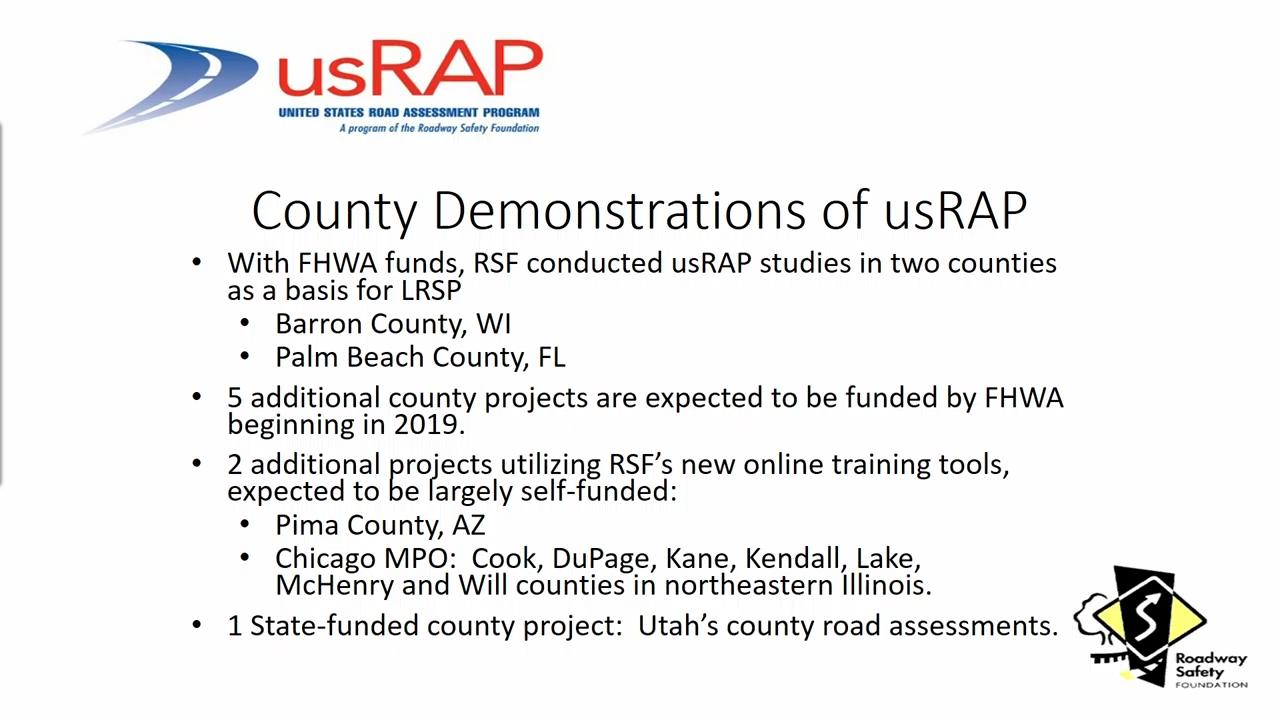 usRAP
UNITED STATES ROAD ASSESSMENT PROGRAM
A program of the Roadway Safety Foundation
County Demonstrations of usRAP
• With FHWA funds, RSF conducted usRAP studies in two counties
as a basis for LRSP
• Barron County, WI
• Palm Beach County, FL
• 5 additional county projects are expected to be funded by FHWA
beginning in 2019.
• 2 additional projects utilizing RSF’s new online training tools,
expected to be largely self-funded:
• Pima County, AZ
• Chicago MPO: Cook, DuPage, Kane, Kendall, Lake,
McHenry and Will counties in northeastern Illinois.
• 1 State-funded county project: Utah’s county road assessments.
Roadway
Safety
FOUNDATION